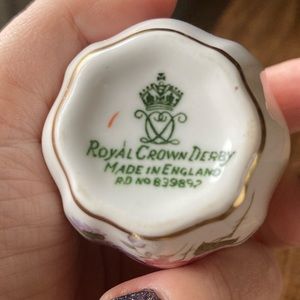 ROYAL CROWN DERBY
MADE IN ENGLAND
RD NO 839892